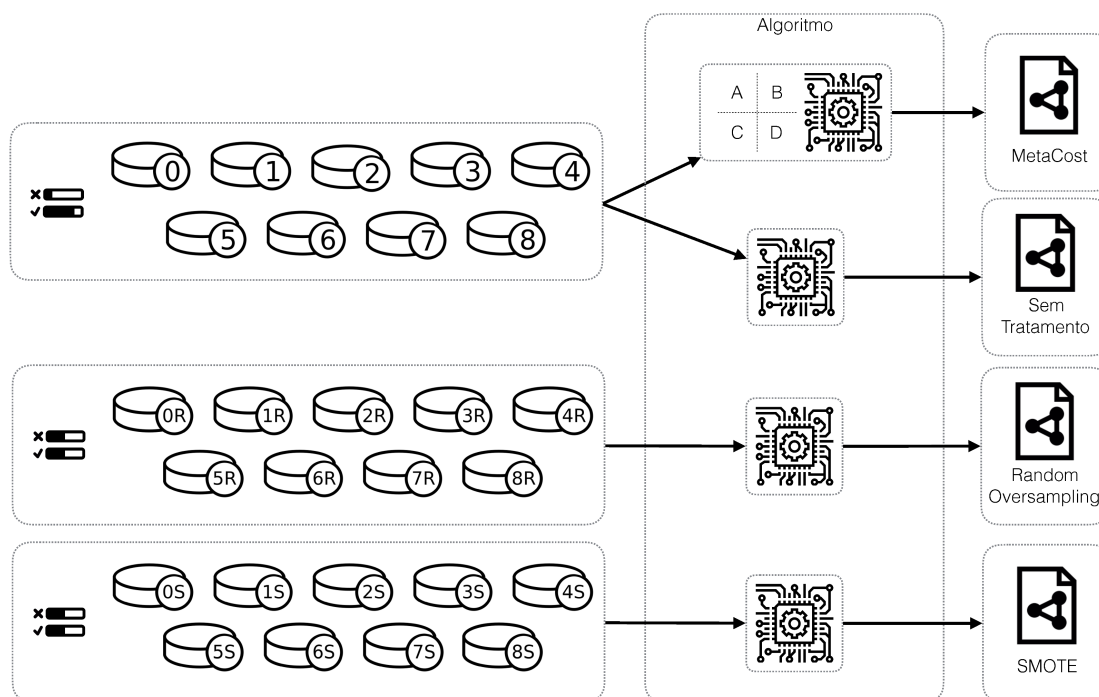 Algoritmo
A B
C D
MetaCost
0 1 2 3 4
5 6 7 8
Sem
Tratamento
0R 1R 2R 3R 4R
5R 6R 7R 8R
Random
Oversampling
0S 1S 2S 3S 4S
5S 6S 7S 8S
SMOTE